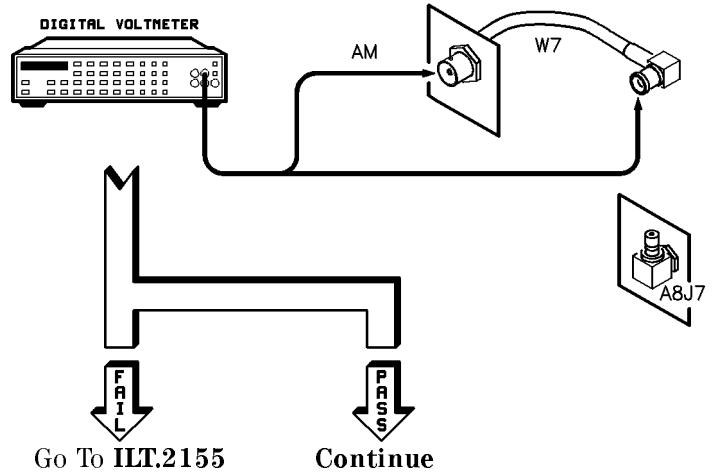 DIGITAL VOLTMETER
AM
W7
A8J7
FAIL
PASS
Go To ILT.2155
Continue